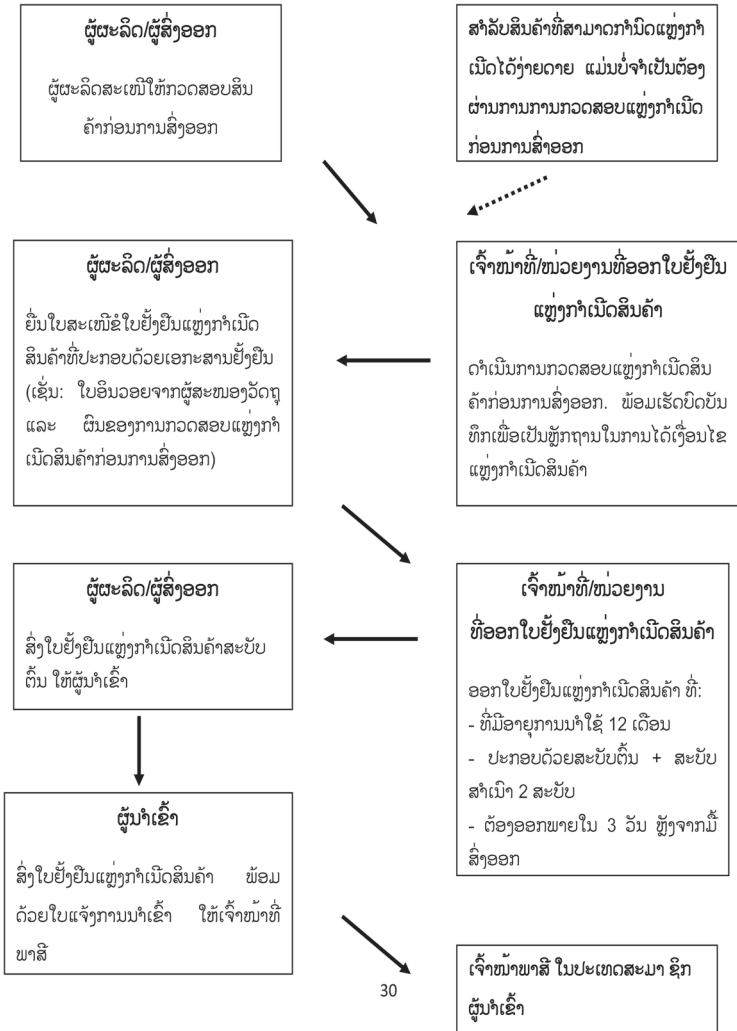 ຜູ້ຜະລິດ/ຜູ້ສົ່ງອອກ
ຜູ້ຜະລິດສະເໜີໃຫ້ກວດສອບສິນ
ຄ້າກ່ອນການສົ່ງອອກ
ສຳລັບສິນຄ້າທີ່ສາມາດກຳນົດແຫຼ່ງກຳ
ເນີດໄດ້ງ່າຍດາຍ ແມ່ນບໍ່ຈຳເປັນຕ້ອງ
ຜ່ານການການກວດສອບແຫຼ່ງກຳເນີດ
ກ່ອນການສົ່າອອກ
ຜູ້ຜະລິດ/ຜູ້ສົ່ງອອກ
ຍື່ນໃບສະເໜີຂໍໃບຢັ້ງຢືນແຫຼ່ງກຳເນີດ
ສິນຄ້າທີ່ປະກອບດ້ວຍເອກະສານຢັ້ງຢືນ
(ເຊັ່ນ: ໃບອິນວອຍຈາກຜູ້ສະໜອງວັດຖຸ
ແລະ ຜົນຂອງການກວດສອບແຫຼ່ງກຳ
ເນີດສິນຄ້າກ່ອນການສົ່ງອອກ)
ເຈົ້າໜ້າທີ່/ໜ່ວຍງານທີ່ອອກໃບຢັ້ງຢືນ
ແຫຼ່ງກຳເນີດສິນຄ້າ
ດຳເນີນການກວດສອບແຫຼ່ງກຳເນີດສິນ
ຄ້າກ່ອນການສົ່ງອອກ. ພ້ອມເຮັດບົດບັນ
ທຶກເພື່ອເປັນຫຼັກຖານໃນການໄດ້ເງື່ອນໄຂ
ແຫຼ່ງກຳເນີດສິນຄ້າ
ຜູ້ຜະລິດ/ຜູ້ສົ່ງອອກ
ສົ່ງໃບຢັ້ງຢືນແຫຼ່ງກຳເນີດສິນຄ້າສະບັບ
ຕົ້ນ ໃຫ້ຜູ້ນຳເຂົ້າ
ເຈົ້າໜ້າທີ່/ໜ່ວຍງານ
ທີ່ອອກໃບຢັ້ງຢືນແຫຼ່ງກຳເນີດສິນຄ້າ
ອອກໃບຢັ້ງຢືນແຫຼ່ງກຳເນີດສິນຄ້າ ທີ່:
- ທີ່ມີອາຍຸການນຳໃຊ້ 12 ເດືອນ
- ປະກອບດ້ວຍສະບັບຕົ້ນ + ສະບັບ
ສຳເນົາ 2 ສະບັບ
- ຕ້ອງອອກພາຍໃນ 3 ວັນ ຫຼັງຈາກມື້
ສົ່ງອອກ
ຜູ້ນຳເຂົ້າ
ສົ່ງໃບຢັ້ງຢືນແຫຼ່ງກຳເນີດສິນຄ້າ ພ້ອມ
ດ້ວຍໃບແຈ້ງການນຳເຂົ້າ ໃຫ້ເຈົ້າໜ້າທີ່
ພາສີ
ເຈົ້າໜ້າພາສີ ໃນປະເທດສະມາ ຊິກ
ຜູ້ນຳເຂົ້າ
30